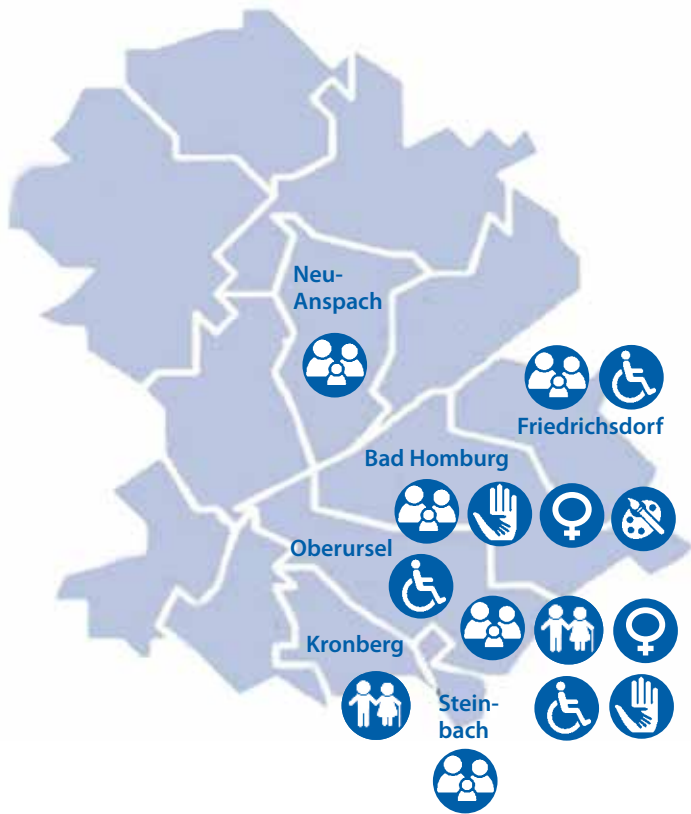 Neu-
Anspach
Friedrichsdorf
Bad Homburg
Oberursel
Kronberg
Stein-
bach